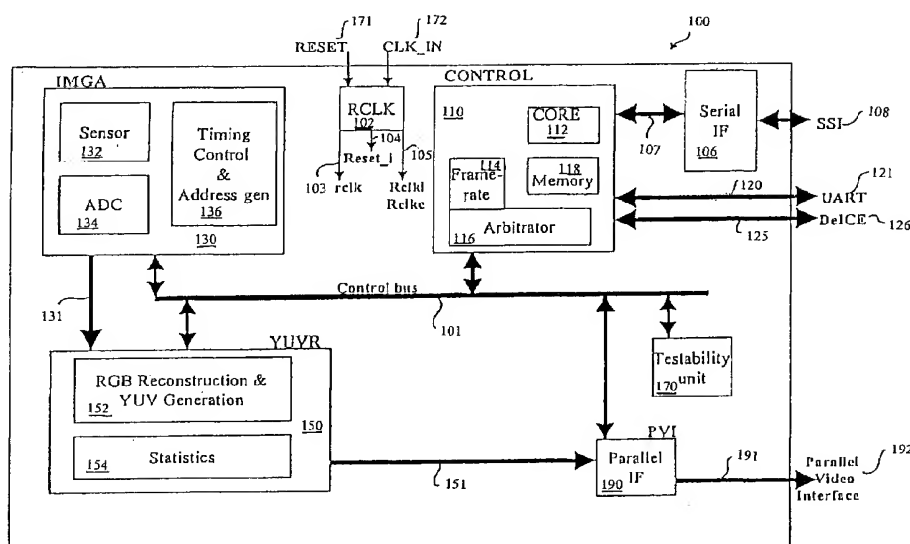 171
172
100
RESET
CLK_IN
IMGA
CONTROL
Sensor
132
Timing
Control
&
Address gen
136
ADC
134
130
RCLK
102
104
105
Reset_i
103
rclk
Rclki
Rclke
110
CORE
112
114
Frame-
rate
118
Memory
116
Arbitrator
107
Serial
IF
106
SSI
108
120
121
UART
125
DeICE
126
131
Control bus
101
YUVR
RGB Reconstruction &
YUV Generation
152
150
154
Statistics
151
Testability
unit
170
PVI
Parallel
IF
190
191
192
Parallel
Video
Interface